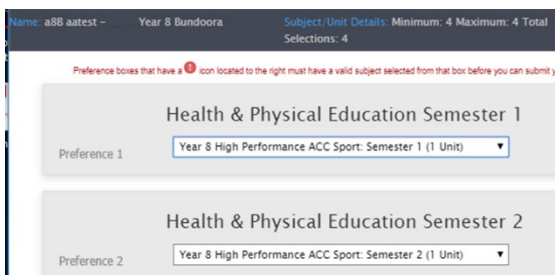 Name: a8B aatest – Year 8 Bundoora Subject/Unit Details: Minimum: 4 Maximum: 4 Total
Selections: 4
Preference boxes that have a ! icon located to the right must have a valid subject selected from that box before you can submit y
Health & Physical Education Semester 1
Preference 1 Year 8 High Performance ACC Sport: Semester 1 (1 Unit)
Health & Physical Education Semester 2
Preference 2 Year 8 High Performance ACC Sport: Semester 2 (1 Unit)